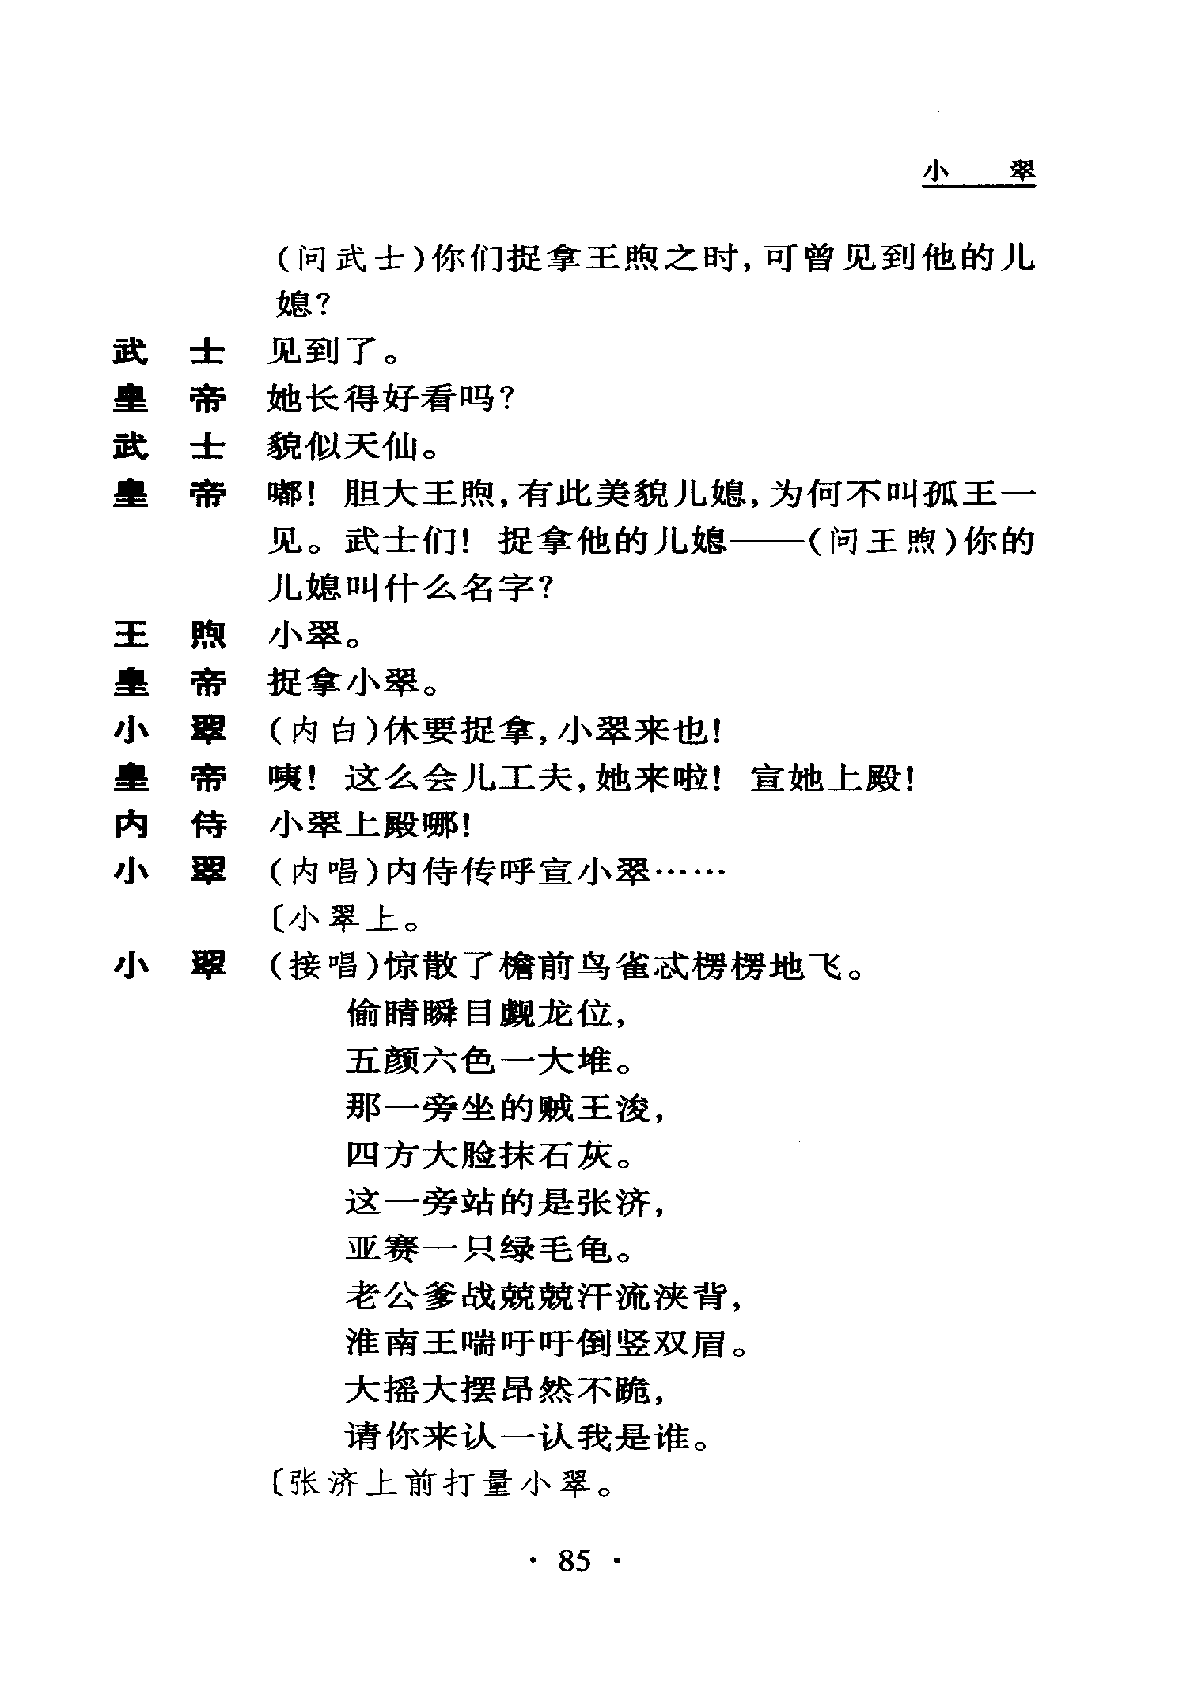 小 翠
(问武士)你们捉拿王煦之时,可曾见到他的儿
媳?
武 士 见到了。
皇 帝 她长得好看吗?
武 士 貌似天仙。
皇 帝 嘟! 胆大王煦,有此美貌儿媳,为何不叫孤王一
见。武士们! 捉拿他的儿媳——(问王煦)你的
儿媳叫什么名字?
王 煦 小翠。
皇 帝 捉拿小翠。
小 翠 (内白)休要捉拿,小翠来也!
皇 帝 咦! 这么会儿工夫,她来啦! 宣她上殿!
内 侍 小翠上殿哪!
小 翠 (内唱)内侍传呼宣小翠……
〔小翠上。
小 翠 (接唱)惊散了檐前鸟雀忒楞楞地飞。
偷睛瞬目觑龙位,
五颜六色一大堆。
那一旁坐的贼王浚,
四方大脸抹石灰。
这一旁站的是张济,
亚赛一只绿毛龟。
老公爹战兢兢汗流浃背,
淮南王喘吁吁倒竖双眉。
大摇大摆昂然不跪,
请你来认一认我是谁。
〔张济上前打量小翠。
· 85 ·